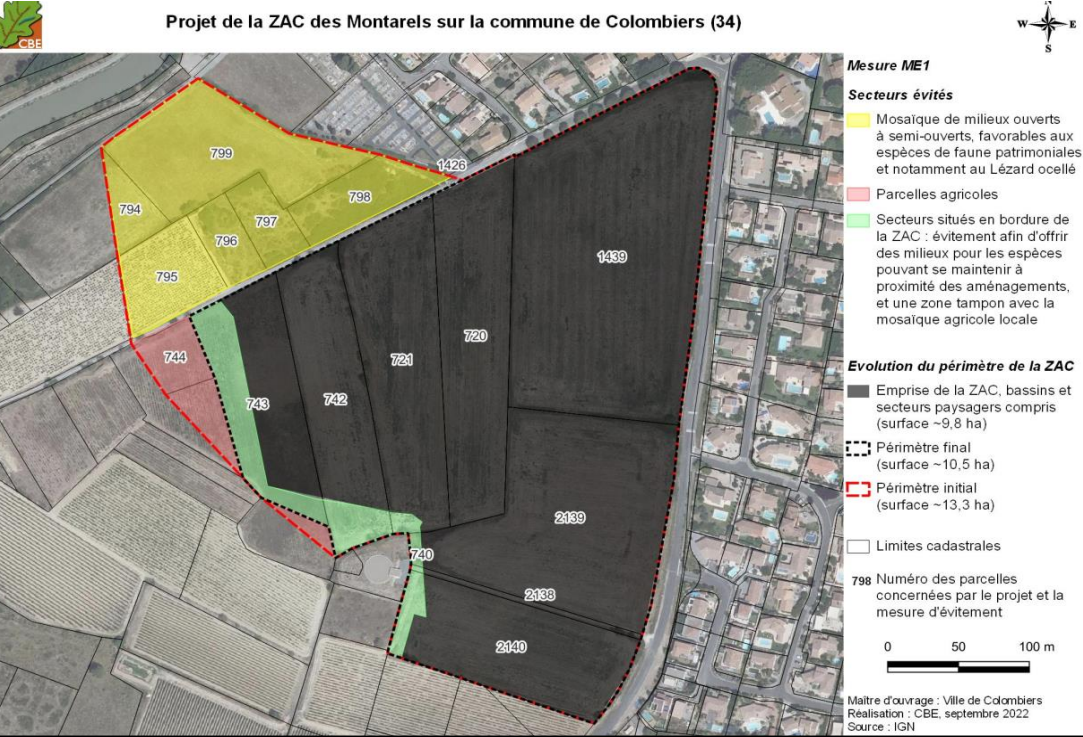 CBE
Projet de la ZAC des Montarels sur la commune de Colombiers (34)
N
W E
S
Mesure ME1
Secteurs évités
Mosaïque de milieux ouverts
à semi-ouverts, favorables aux
espèces de faune patrimoniales
et notamment au Lézard ocellé
Parcelles agricoles
Secteurs situés en bordure de
la ZAC : évitement afin d'offrir
des milieux pour les espèces
pouvant se maintenir à
proximité des aménagements,
et une zone tampon avec la
mosaïque agricole locale
Evolution du périmètre de la ZAC
Emprise de la ZAC, bassins et
secteurs paysagers compris
(surface ~9,8 ha)
Périmètre final
(surface ~10,5 ha)
Périmètre initial
(surface ~13,3 ha)
Limites cadastrales
798 Numéro des parcelles
concernées par le projet et la
mesure d'évitement
0 50 100 m
Maître d'ouvrage : Ville de Colombiers
Réalisation : CBE, septembre 2022
Source : IGN
799
1426
798
794
797
796
795
1439
720
744
721
742
743
2139
740
2138
2140